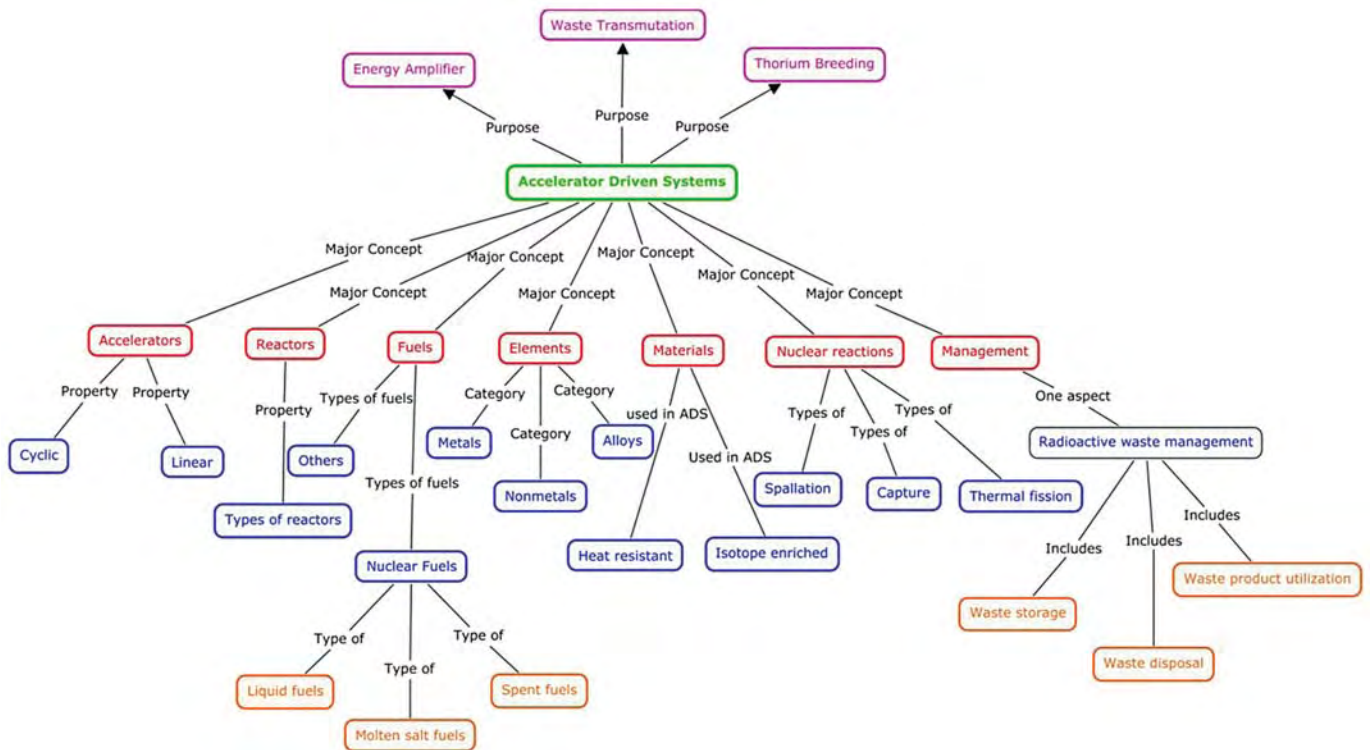 Waste Transmutation
Energy Amplifier
Thorium Breeding
Purpose
Purpose
Purpose
Accelerator Driven Systems
Major Concept
Major Concept
Major Concept
Major Concept
Major Concept
Major Concept
Major Concept
Accelerators
Reactors
Fuels
Elements
Materials
Nuclear reactions
Management
Property
Property
Property
Types of fuels
Category
Category
Category
used in ADS
Used in ADS
Types of
Types of
Types of
One aspect
Cyclic
Linear
Others
Metals
Alloys
Nonmetals
Radioactive waste management
Types of fuels
Types of reactors
Spallation
Capture
Thermal fission
Nuclear Fuels
Heat resistant
Isotope enriched
Includes
Includes
Includes
Waste product utilization
Waste storage
Waste disposal
Type of
Type of
Type of
Liquid fuels
Spent fuels
Molten salt fuels